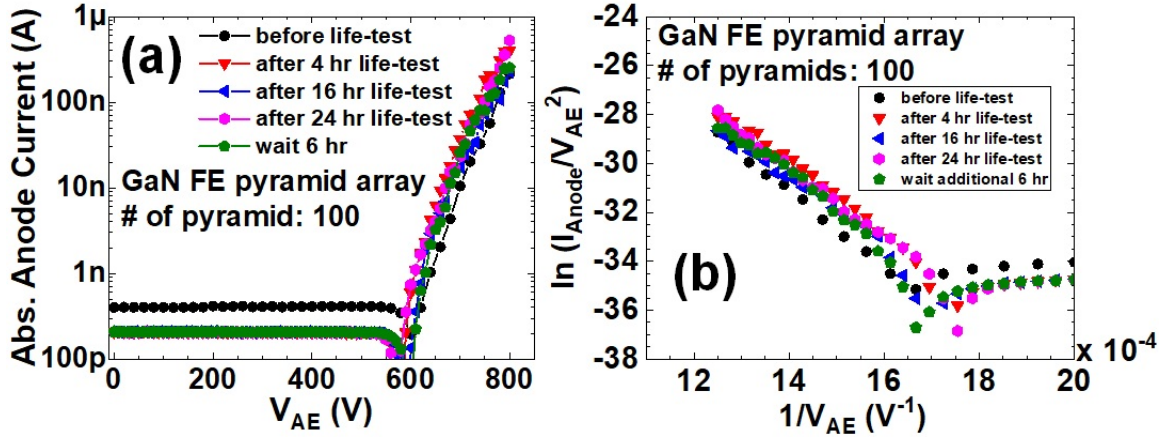 Abs. Anode Current (A)
1μ
100n
10n
1n
100p
(a)
before life-test
after 4 hr life-test
after 16 hr life-test
after 24 hr life-test
wait 6 hr
GaN FE pyramid array
# of pyramid: 100
0
200
400
600
800
V_AE (V)
ln (I_Anode/V_AE^2)
-24
-26
-28
-30
-32
-34
-36
-38
GaN FE pyramid array
# of pyramids: 100
before life-test
after 4 hr life-test
after 16 hr life-test
after 24 hr life-test
wait additional 6 hr
(b)
12
14
16
18
20
x 10^-4
1/V_AE (V^-1)